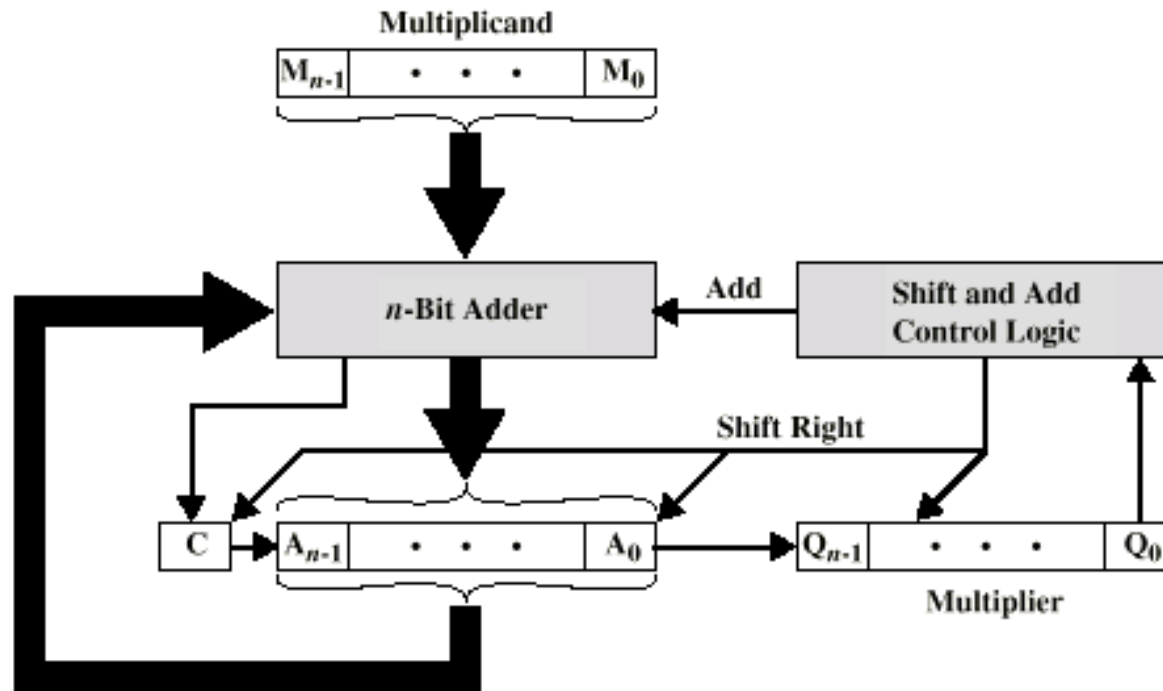 Multiplicand
Mn-1 • • • M0
n-Bit Adder
Add
Shift and Add
Control Logic
Shift Right
C
An-1 • • • A0
Qn-1 • • • Q0
Multiplier